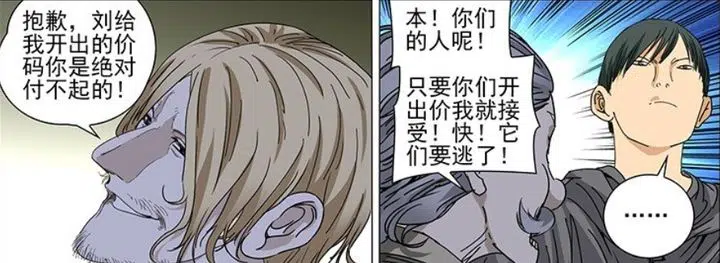 抱歉，刘给
我开出的价
码你是绝对
付不起的！
本！你们
的人呢！
只要你们开
出价我就接
受！快！它
们要逃了！
……